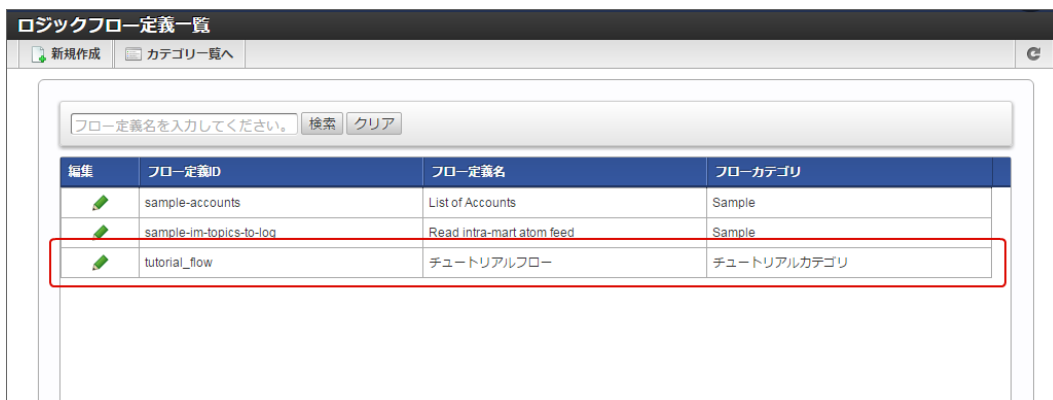 ロジックフロー定義一覧
新規作成 カテゴリ一覧へ
フロー定義名を入力してください。 検索 クリア
編集 フロー定義ID フロー定義名 フローカテゴリ
sample-accounts List of Accounts Sample
sample-im-topics-to-log Read intra-mart atom feed Sample
tutorial_flow チュートリアルフロー チュートリアルカテゴリ